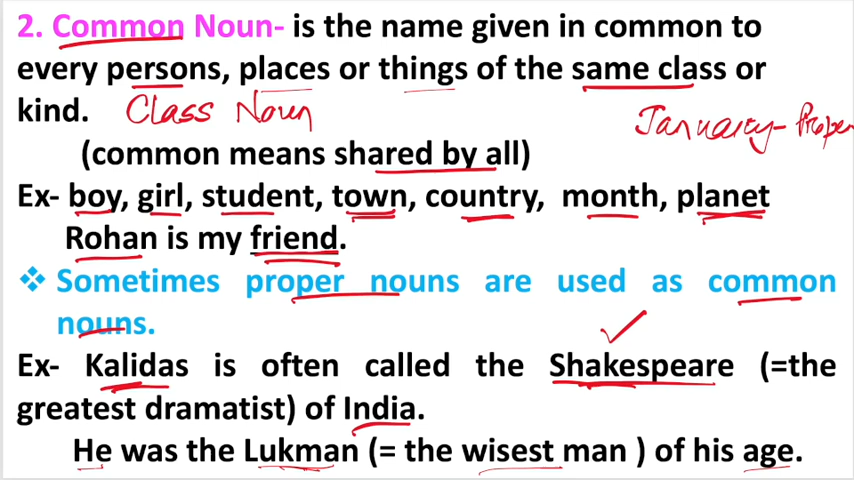 2. Common Noun- is the name given in common to
every persons, places or things of the same class or
kind. Class Noun
January- Proper
(common means shared by all)
Ex- boy, girl, student, town, country, month, planet
Rohan is my friend.
❖ Sometimes proper nouns are used as common
nouns.
Ex- Kalidas is often called the Shakespeare (=the
greatest dramatist) of India.
He was the Lukman (= the wisest man ) of his age.